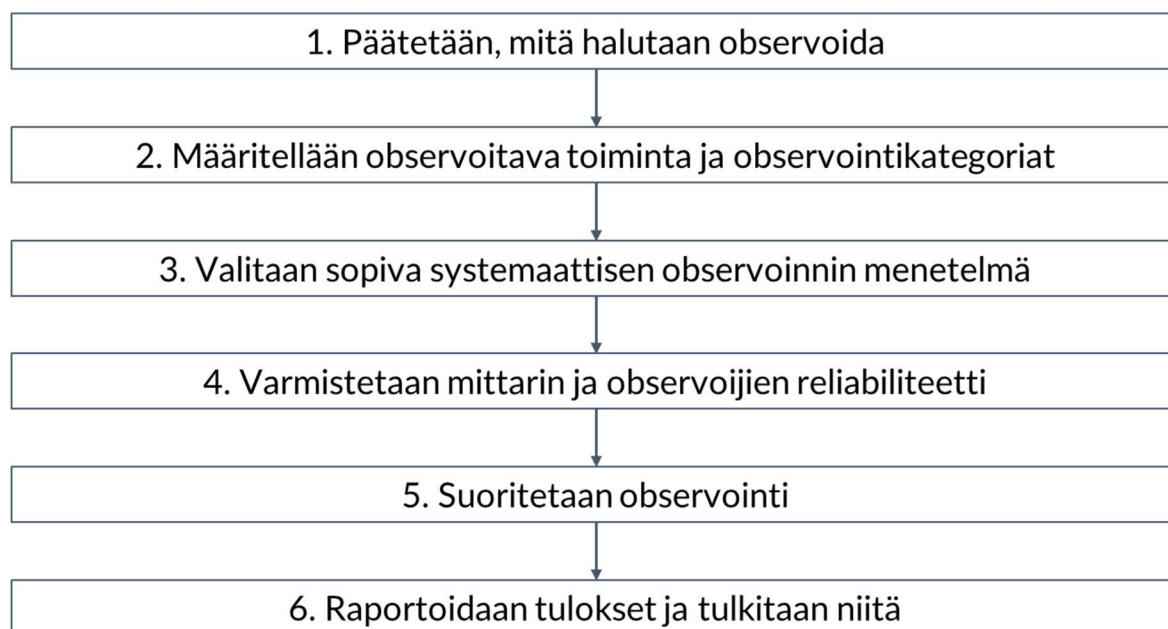 1. Päätetään, mitä halutaan observoida
2. Määritellään observoitava toiminta ja observointikategoriat
3. Valitaan sopiva systemaattisen observoinnin menetelmä
4. Varmistetaan mittarin ja observoijien reliabiliteetti
5. Suoritetaan observointi
6. Raportoidaan tulokset ja tulkitaan niitä